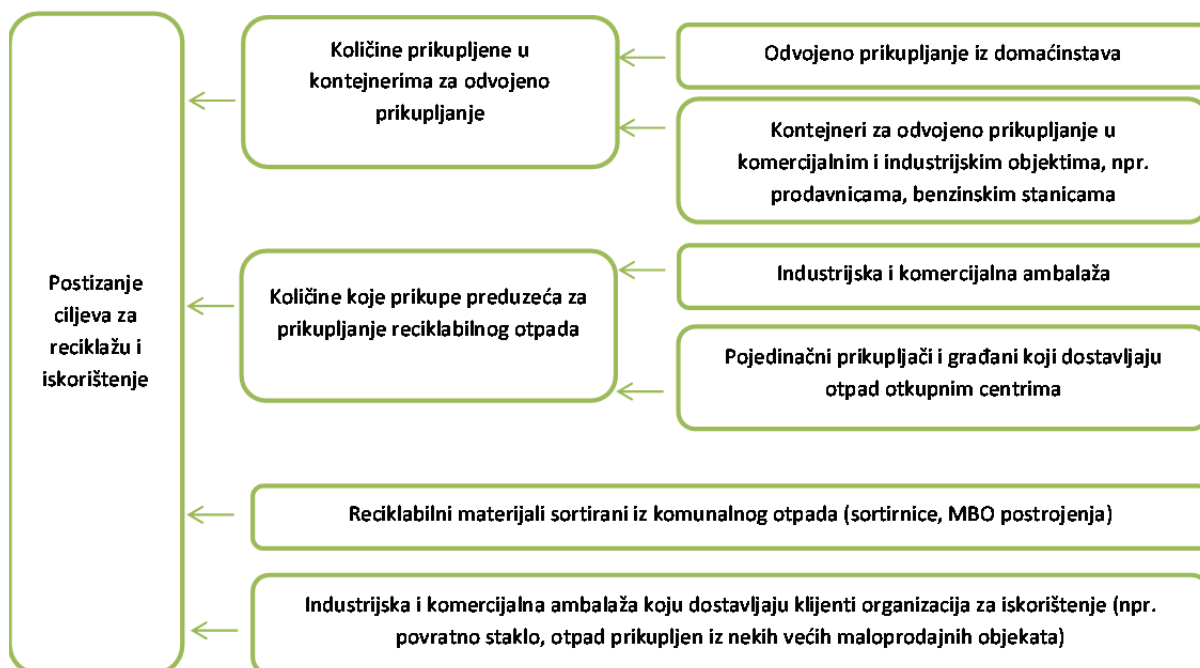 Postizanje
ciljeva za
reciklažu i
iskorištenje
Količine prikupljene u
kontejnerima za odvojeno
prikupljanje
Odvojeno prikupljanje iz domaćinstava
Kontejneri za odvojeno prikupljanje u
komercijalnim i industrijskim objektima, npr.
prodavnicama, benzinskim stanicama
Količine koje prikupe preduzeća za
prikupljanje reciklabilnog otpada
Industrijska i komercijalna ambalaža
Pojedinačni prikupljači i građani koji dostavljaju
otpad otkupnim centrima
Reciklabilni materijali sortirani iz komunalnog otpada (sortirnice, MBO postrojenja)
Industrijska i komercijalna ambalaža koju dostavljaju klijenti organizacija za iskorištenje (npr.
povratno staklo, otpad prikupljen iz nekih većih maloprodajnih objekata)